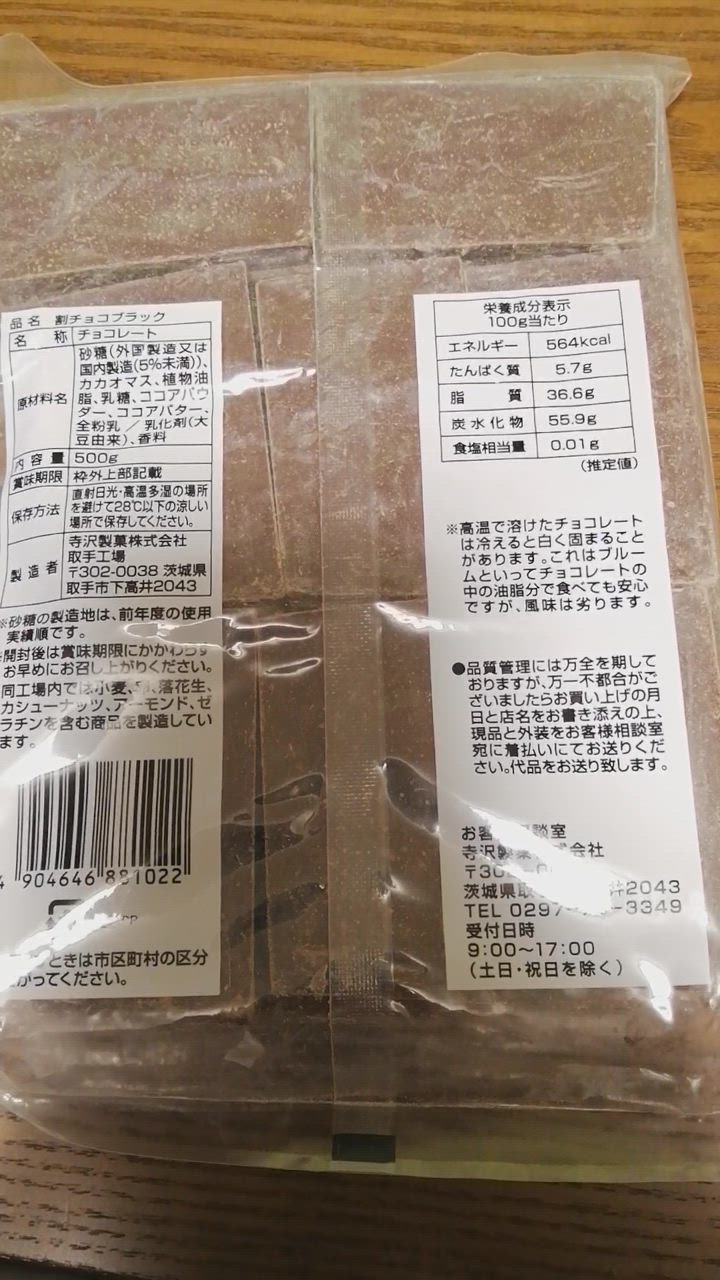 品名 割チョコブラック
名称 チョコレート
原材料名 砂糖(外国製造又は
国内製造(5%未満))、
カカオマス、植物油
脂、乳糖、ココアパウ
ダー、ココアバター、
全粉乳／乳化剤(大
豆由来)、香料
内容量 500g
賞味期限 枠外上部記載
保存方法 直射日光・高温多湿の場所
を避けて28℃以下の涼しい
場所で保存してください。
製造者 寺沢製菓株式会社
取手工場
〒302-0038 茨城県
取手市下高井2043
※砂糖の製造地は、前年度の使用
実績順です。
開封後は賞味期限にかかわらず
お早めにお召し上がりください。
同工場内では小麦、、落花生、
カシューナッツ、アーモンド、ゼ
ラチンを含む商品を製造してい
ます。
4 904646 881022
ときは市区町村の区分
がってください。
栄養成分表示
100g当たり
エネルギー 564kcal
たんぱく質 5.7g
脂質 36.6g
炭水化物 55.9g
食塩相当量 0.01g
(推定値)
※高温で溶けたチョコレート
は冷えると白く固まること
があります。これはブルー
ムといってチョコレートの
中の油脂分で食べても安心
ですが、風味は劣ります。
●品質管理には万全を期して
おりますが、万一不都合がご
ざいましたらお買い上げの月
日と店名をお書き添えの上、
現品と外装をお客様相談室
宛に着払いにてお送りくだ
さい。代品をお送り致します。
お客談室
寺沢製菓会社
〒30
茨城県取井2043
TEL 0297-3349
受付日時
9:00〜17:00
(土日・祝日を除く)